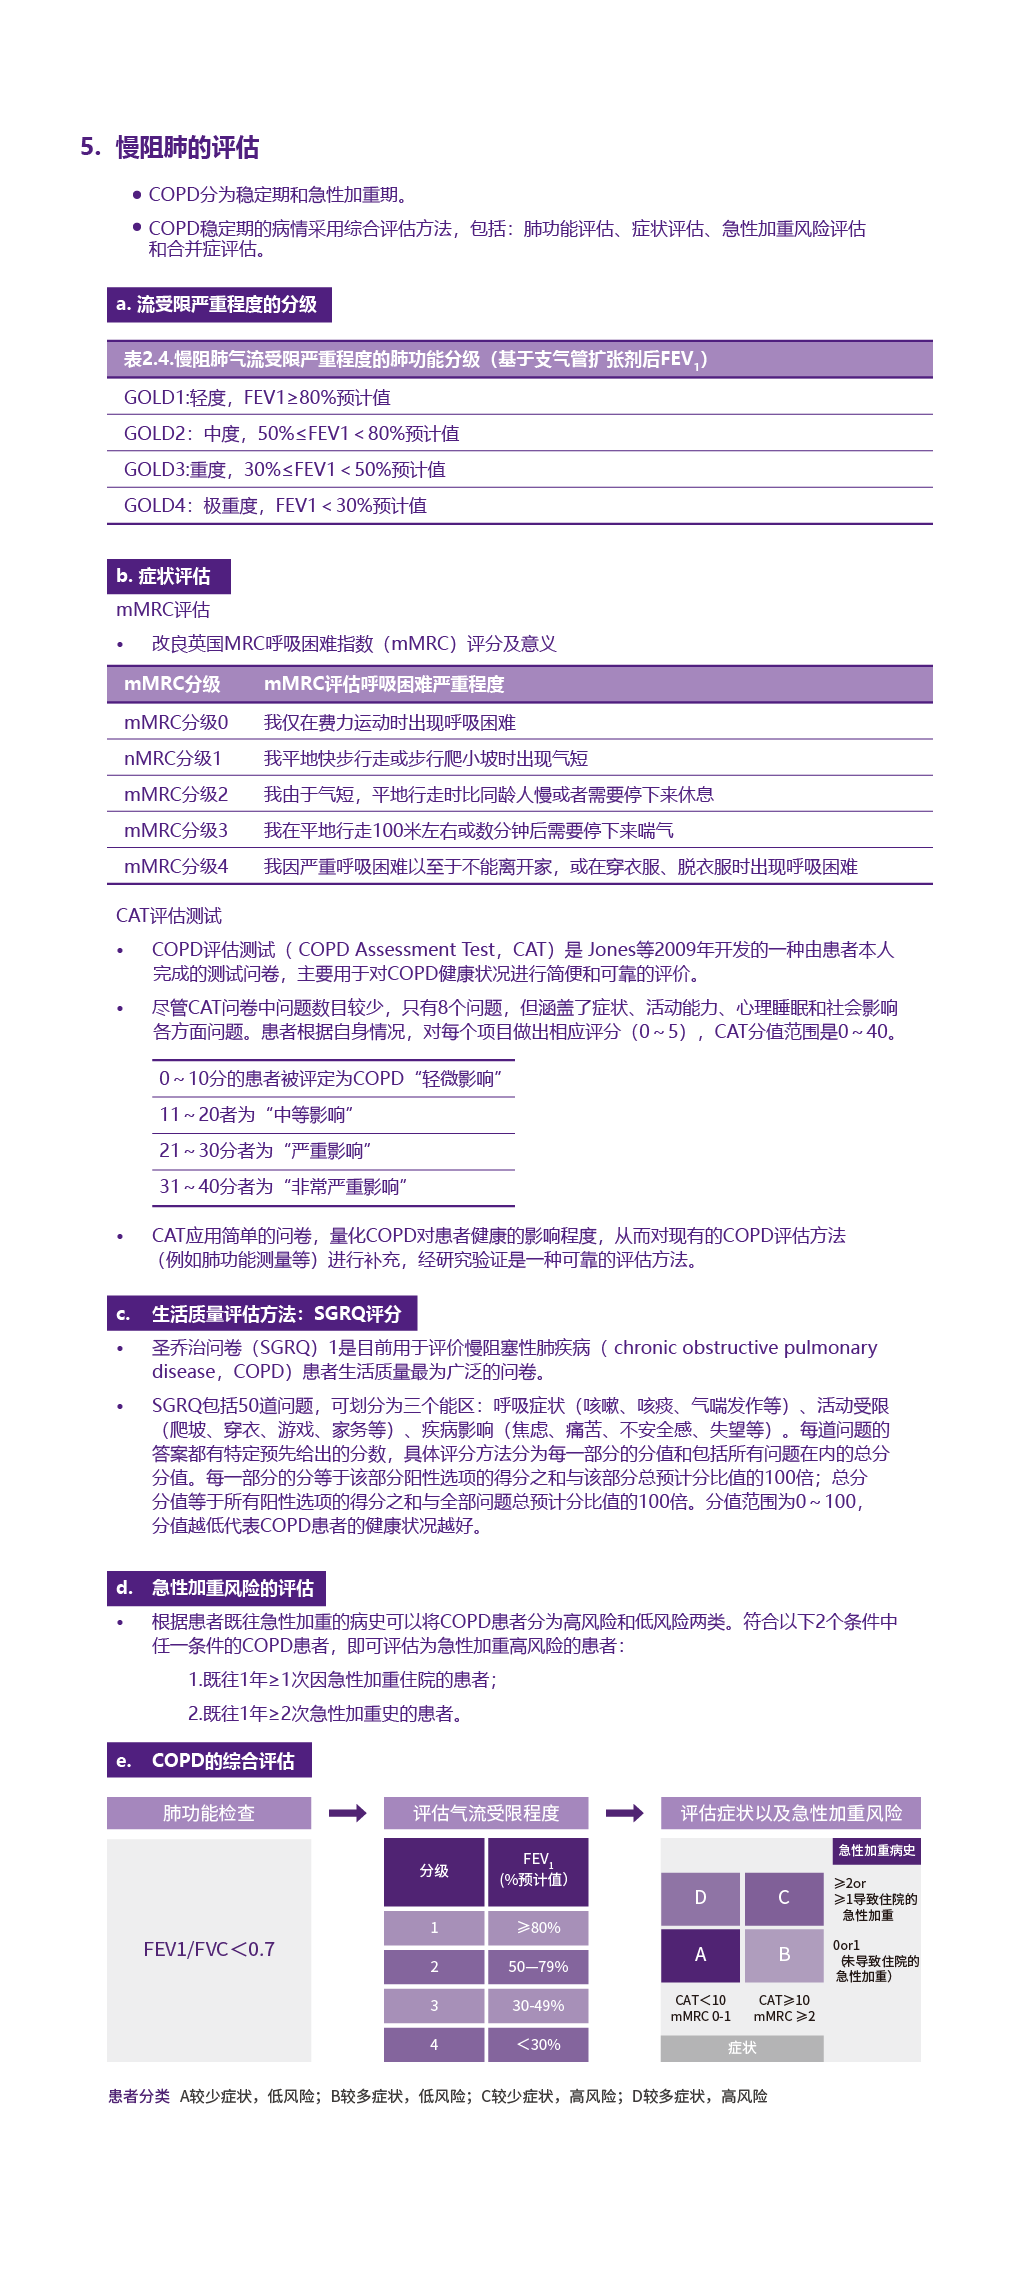 5. 慢阻肺的评估
● COPD分为稳定期和急性加重期。
● COPD稳定期的病情采用综合评估方法，包括：肺功能评估、症状评估、急性加重风险评估
和合并症评估。
a. 流受限严重程度的分级
表2.4.慢阻肺气流受限严重程度的肺功能分级（基于支气管扩张剂后FEV₁）
GOLD1:轻度，FEV1≥80%预计值
GOLD2：中度，50%≤FEV1＜80%预计值
GOLD3:重度，30%≤FEV1＜50%预计值
GOLD4：极重度，FEV1＜30%预计值
b. 症状评估
mMRC评估
• 改良英国MRC呼吸困难指数（mMRC）评分及意义
mMRC分级 mMRC评估呼吸困难严重程度
mMRC分级0 我仅在费力运动时出现呼吸困难
nMRC分级1 我平地快步行走或步行爬小坡时出现气短
mMRC分级2 我由于气短，平地行走时比同龄人慢或者需要停下来休息
mMRC分级3 我在平地行走100米左右或数分钟后需要停下来喘气
mMRC分级4 我因严重呼吸困难以至于不能离开家，或在穿衣服、脱衣服时出现呼吸困难
CAT评估测试
• COPD评估测试（ COPD Assessment Test，CAT）是 Jones等2009年开发的一种由患者本人
完成的测试问卷，主要用于对COPD健康状况进行简便和可靠的评价。
• 尽管CAT问卷中问题数目较少，只有8个问题，但涵盖了症状、活动能力、心理睡眠和社会影响
各方面问题。患者根据自身情况，对每个项目做出相应评分（0～5），CAT分值范围是0～40。
0～10分的患者被评定为COPD“轻微影响”
11～20者为“中等影响”
21～30分者为“严重影响”
31～40分者为“非常严重影响”
• CAT应用简单的问卷，量化COPD对患者健康的影响程度，从而对现有的COPD评估方法
（例如肺功能测量等）进行补充，经研究验证是一种可靠的评估方法。
c. 生活质量评估方法：SGRQ评分
• 圣乔治问卷（SGRQ）1是目前用于评价慢阻塞性肺疾病（ chronic obstructive pulmonary
disease，COPD）患者生活质量最为广泛的问卷。
• SGRQ包括50道问题，可划分为三个能区：呼吸症状（咳嗽、咳痰、气喘发作等）、活动受限
（爬坡、穿衣、游戏、家务等）、疾病影响（焦虑、痛苦、不安全感、失望等）。每道问题的
答案都有特定预先给出的分数，具体评分方法分为每一部分的分值和包括所有问题在内的总分
分值。每一部分的分等于该部分阳性选项的得分之和与该部分总预计分比值的100倍；总分
分值等于所有阳性选项的得分之和与全部问题总预计分比值的100倍。分值范围为0～100，
分值越低代表COPD患者的健康状况越好。
d. 急性加重风险的评估
• 根据患者既往急性加重的病史可以将COPD患者分为高风险和低风险两类。符合以下2个条件中
任一条件的COPD患者，即可评估为急性加重高风险的患者：
1.既往1年≥1次因急性加重住院的患者；
2.既往1年≥2次急性加重史的患者。
e. COPD的综合评估
肺功能检查
FEV1/FVC＜0.7
评估气流受限程度
分级 FEV₁
(%预计值）
1 ≥80%
2 50—79%
3 30-49%
4 ＜30%
评估症状以及急性加重风险
急性加重病史
D C
≥2or
≥1导致住院的
急性加重
A B
0or1
（未导致住院的
急性加重）
CAT＜10 CAT≥10
mMRC 0-1 mMRC ≥2
症状
患者分类 A较少症状，低风险；B较多症状，低风险；C较少症状，高风险；D较多症状，高风险